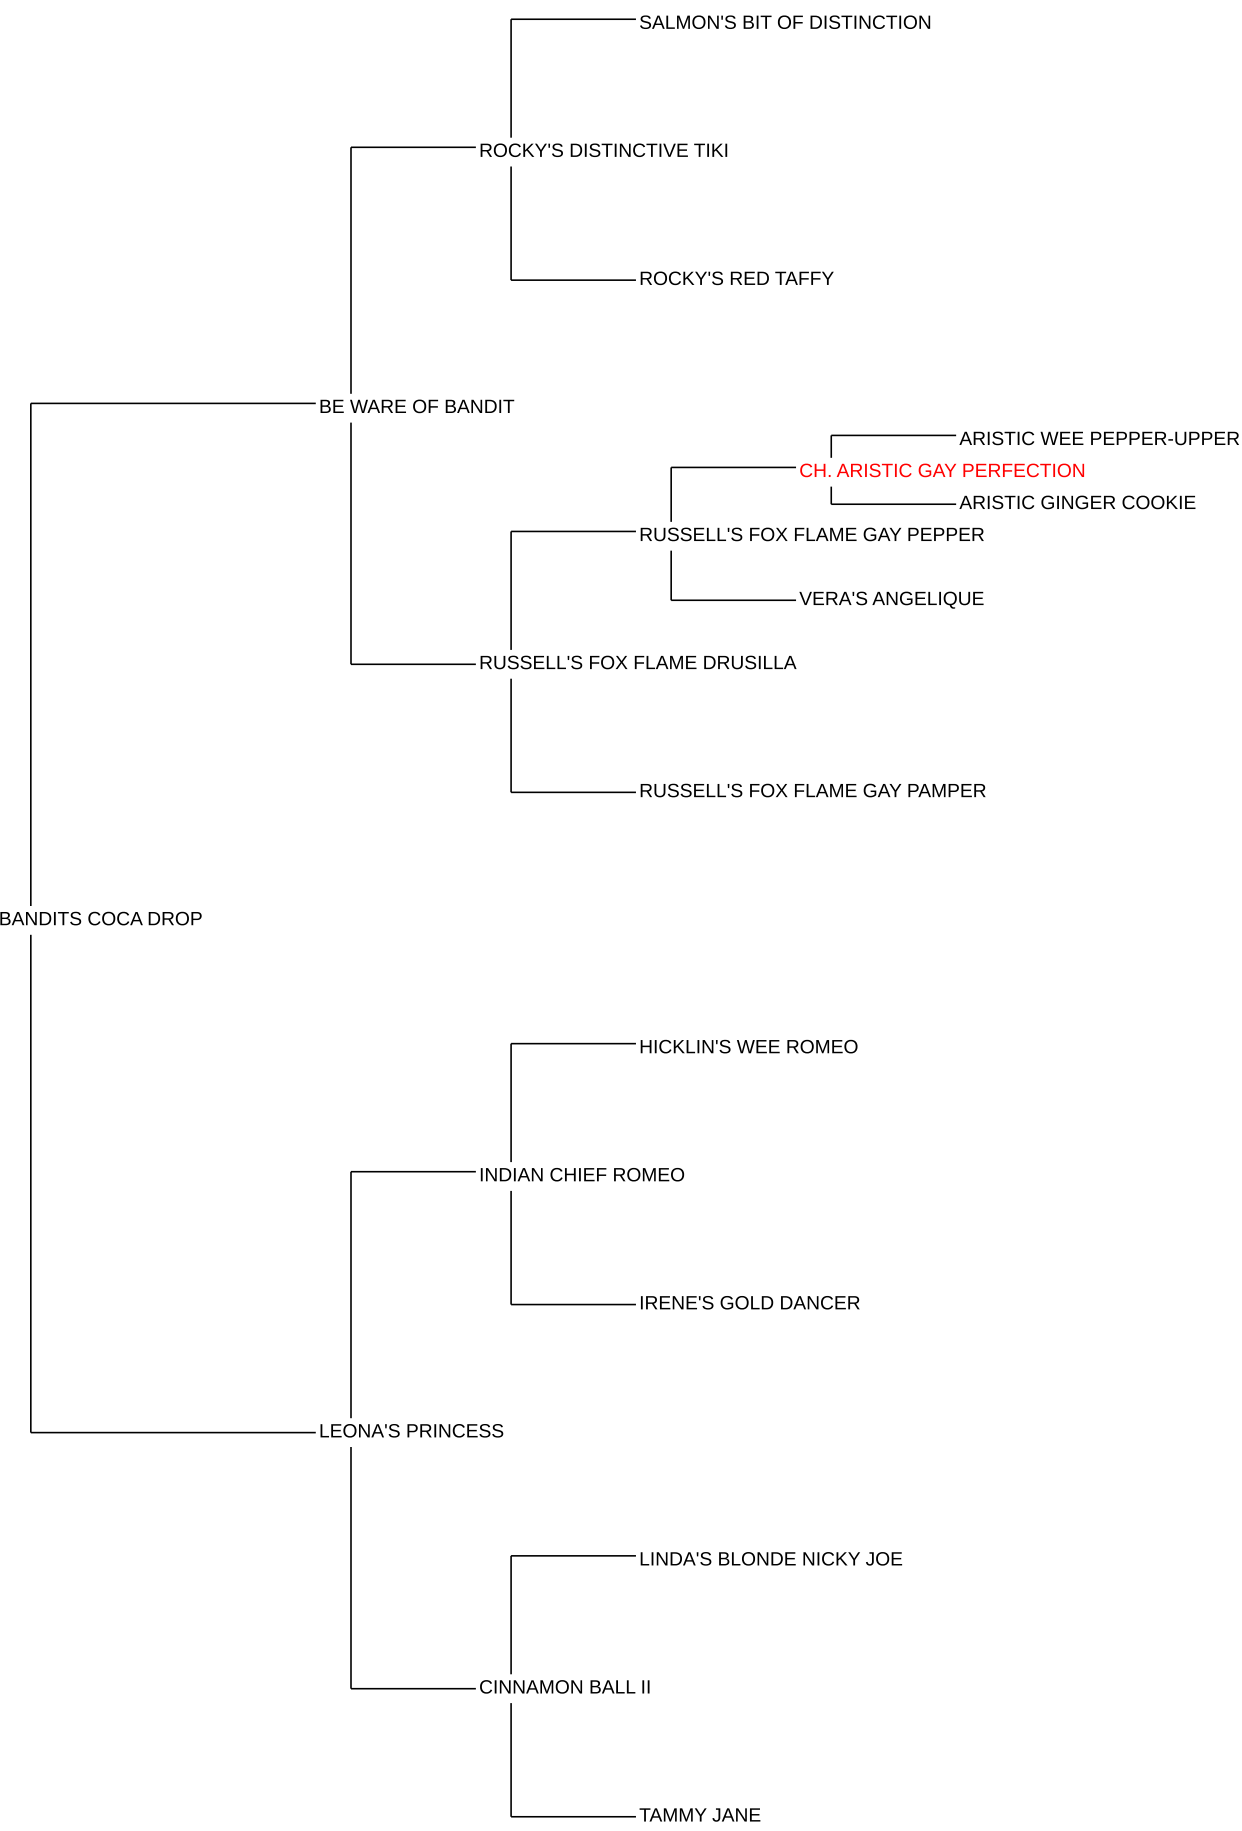 SALMON'S BIT OF DISTINCTION
ROCKY'S DISTINCTIVE TIKI
ROCKY'S RED TAFFY
BE WARE OF BANDIT
ARISTIC WEE PEPPER-UPPER
CH. ARISTIC GAY PERFECTION
ARISTIC GINGER COOKIE
RUSSELL'S FOX FLAME GAY PEPPER
VERA'S ANGELIQUE
RUSSELL'S FOX FLAME DRUSILLA
RUSSELL'S FOX FLAME GAY PAMPER
BANDITS COCA DROP
HICKLIN'S WEE ROMEO
INDIAN CHIEF ROMEO
IRENE'S GOLD DANCER
LEONA'S PRINCESS
LINDA'S BLONDE NICKY JOE
CINNAMON BALL II
TAMMY JANE